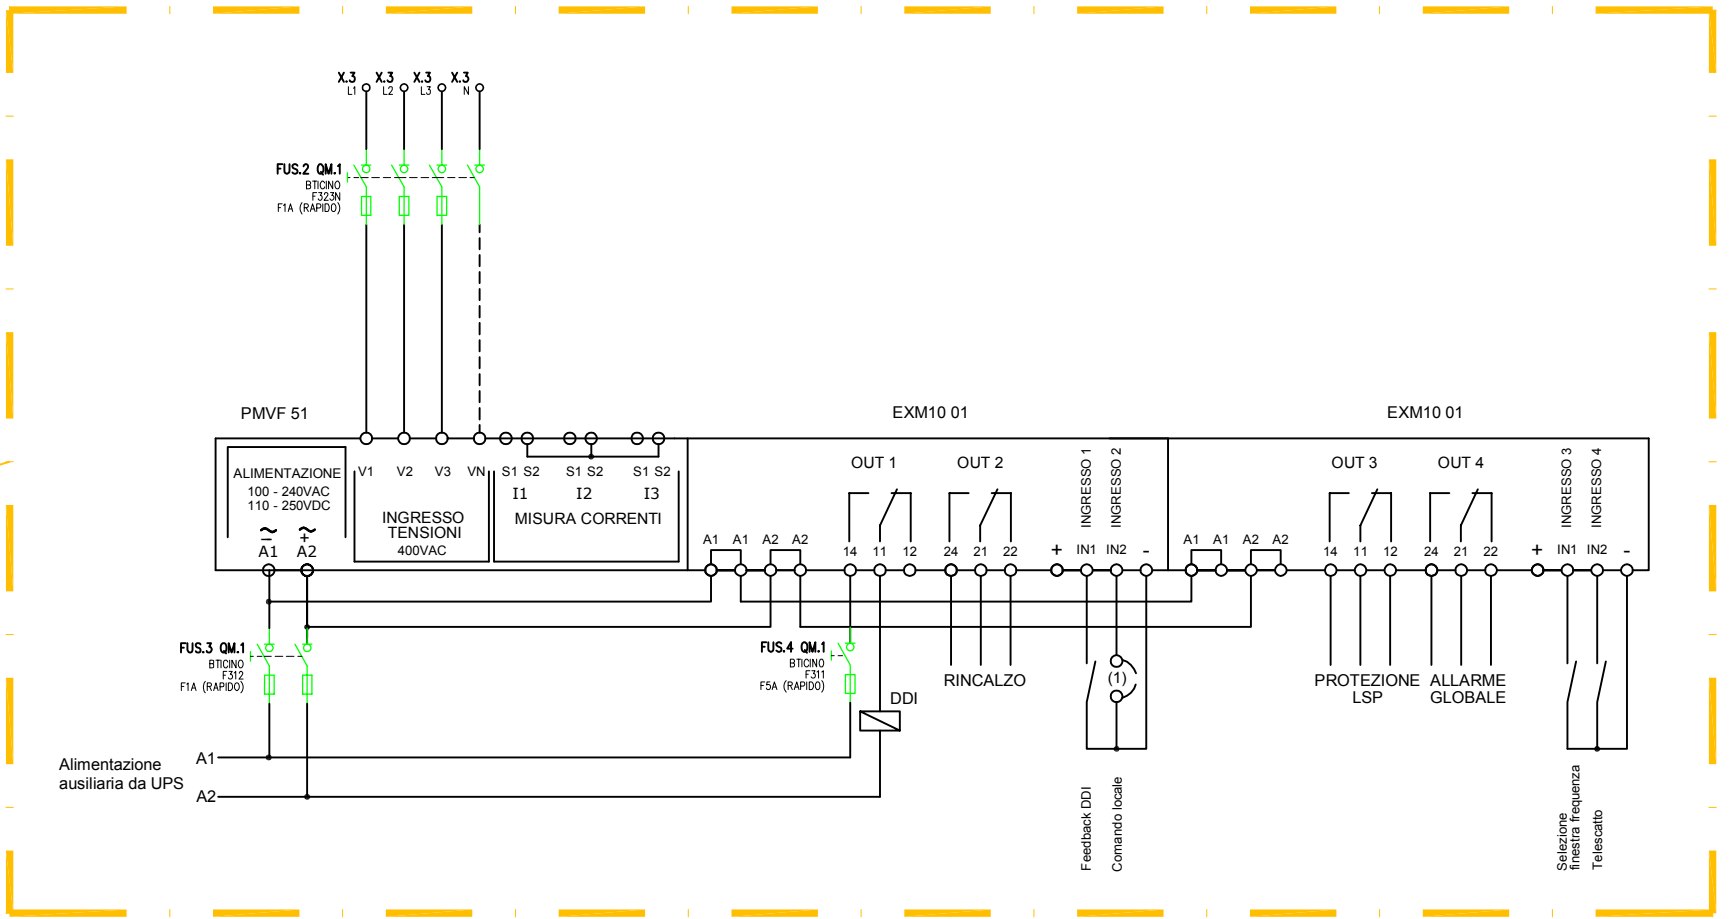 X.3 X.3 X.3 X.3
L1 L2 L3 N
FUS.2 QM.1
BTICINO
F323N
F1A (RAPIDO)
PMVF 51
EXM10 01
EXM10 01
ALIMENTAZIONE
100 - 240VAC
110 - 250VDC
~ ~
- +
A1 A2
V1 V2 V3 VN
INGRESSO
TENSIONI
400VAC
S1 S2 S1 S2 S1 S2
I1 I2 I3
MISURA CORRENTI
A1 A1 A2 A2
OUT 1 OUT 2
14 11 12 24 21 22
INGRESSO 1
INGRESSO 2
+ IN1 IN2 -
A1 A1 A2 A2
OUT 3 OUT 4
14 11 12 24 21 22
INGRESSO 3
INGRESSO 4
+ IN1 IN2 -
FUS.3 QM.1
BTICINO
F312
F1A (RAPIDO)
FUS.4 QM.1
BTICINO
F311
F5A (RAPIDO)
DDI
RINCALZO
(1)
PROTEZIONE
LSP
ALLARME
GLOBALE
Alimentazione
ausiliaria da UPS
A1
A2
Feedback DDI
Comando locale
Selezione
finestra frequenza
Telescatto